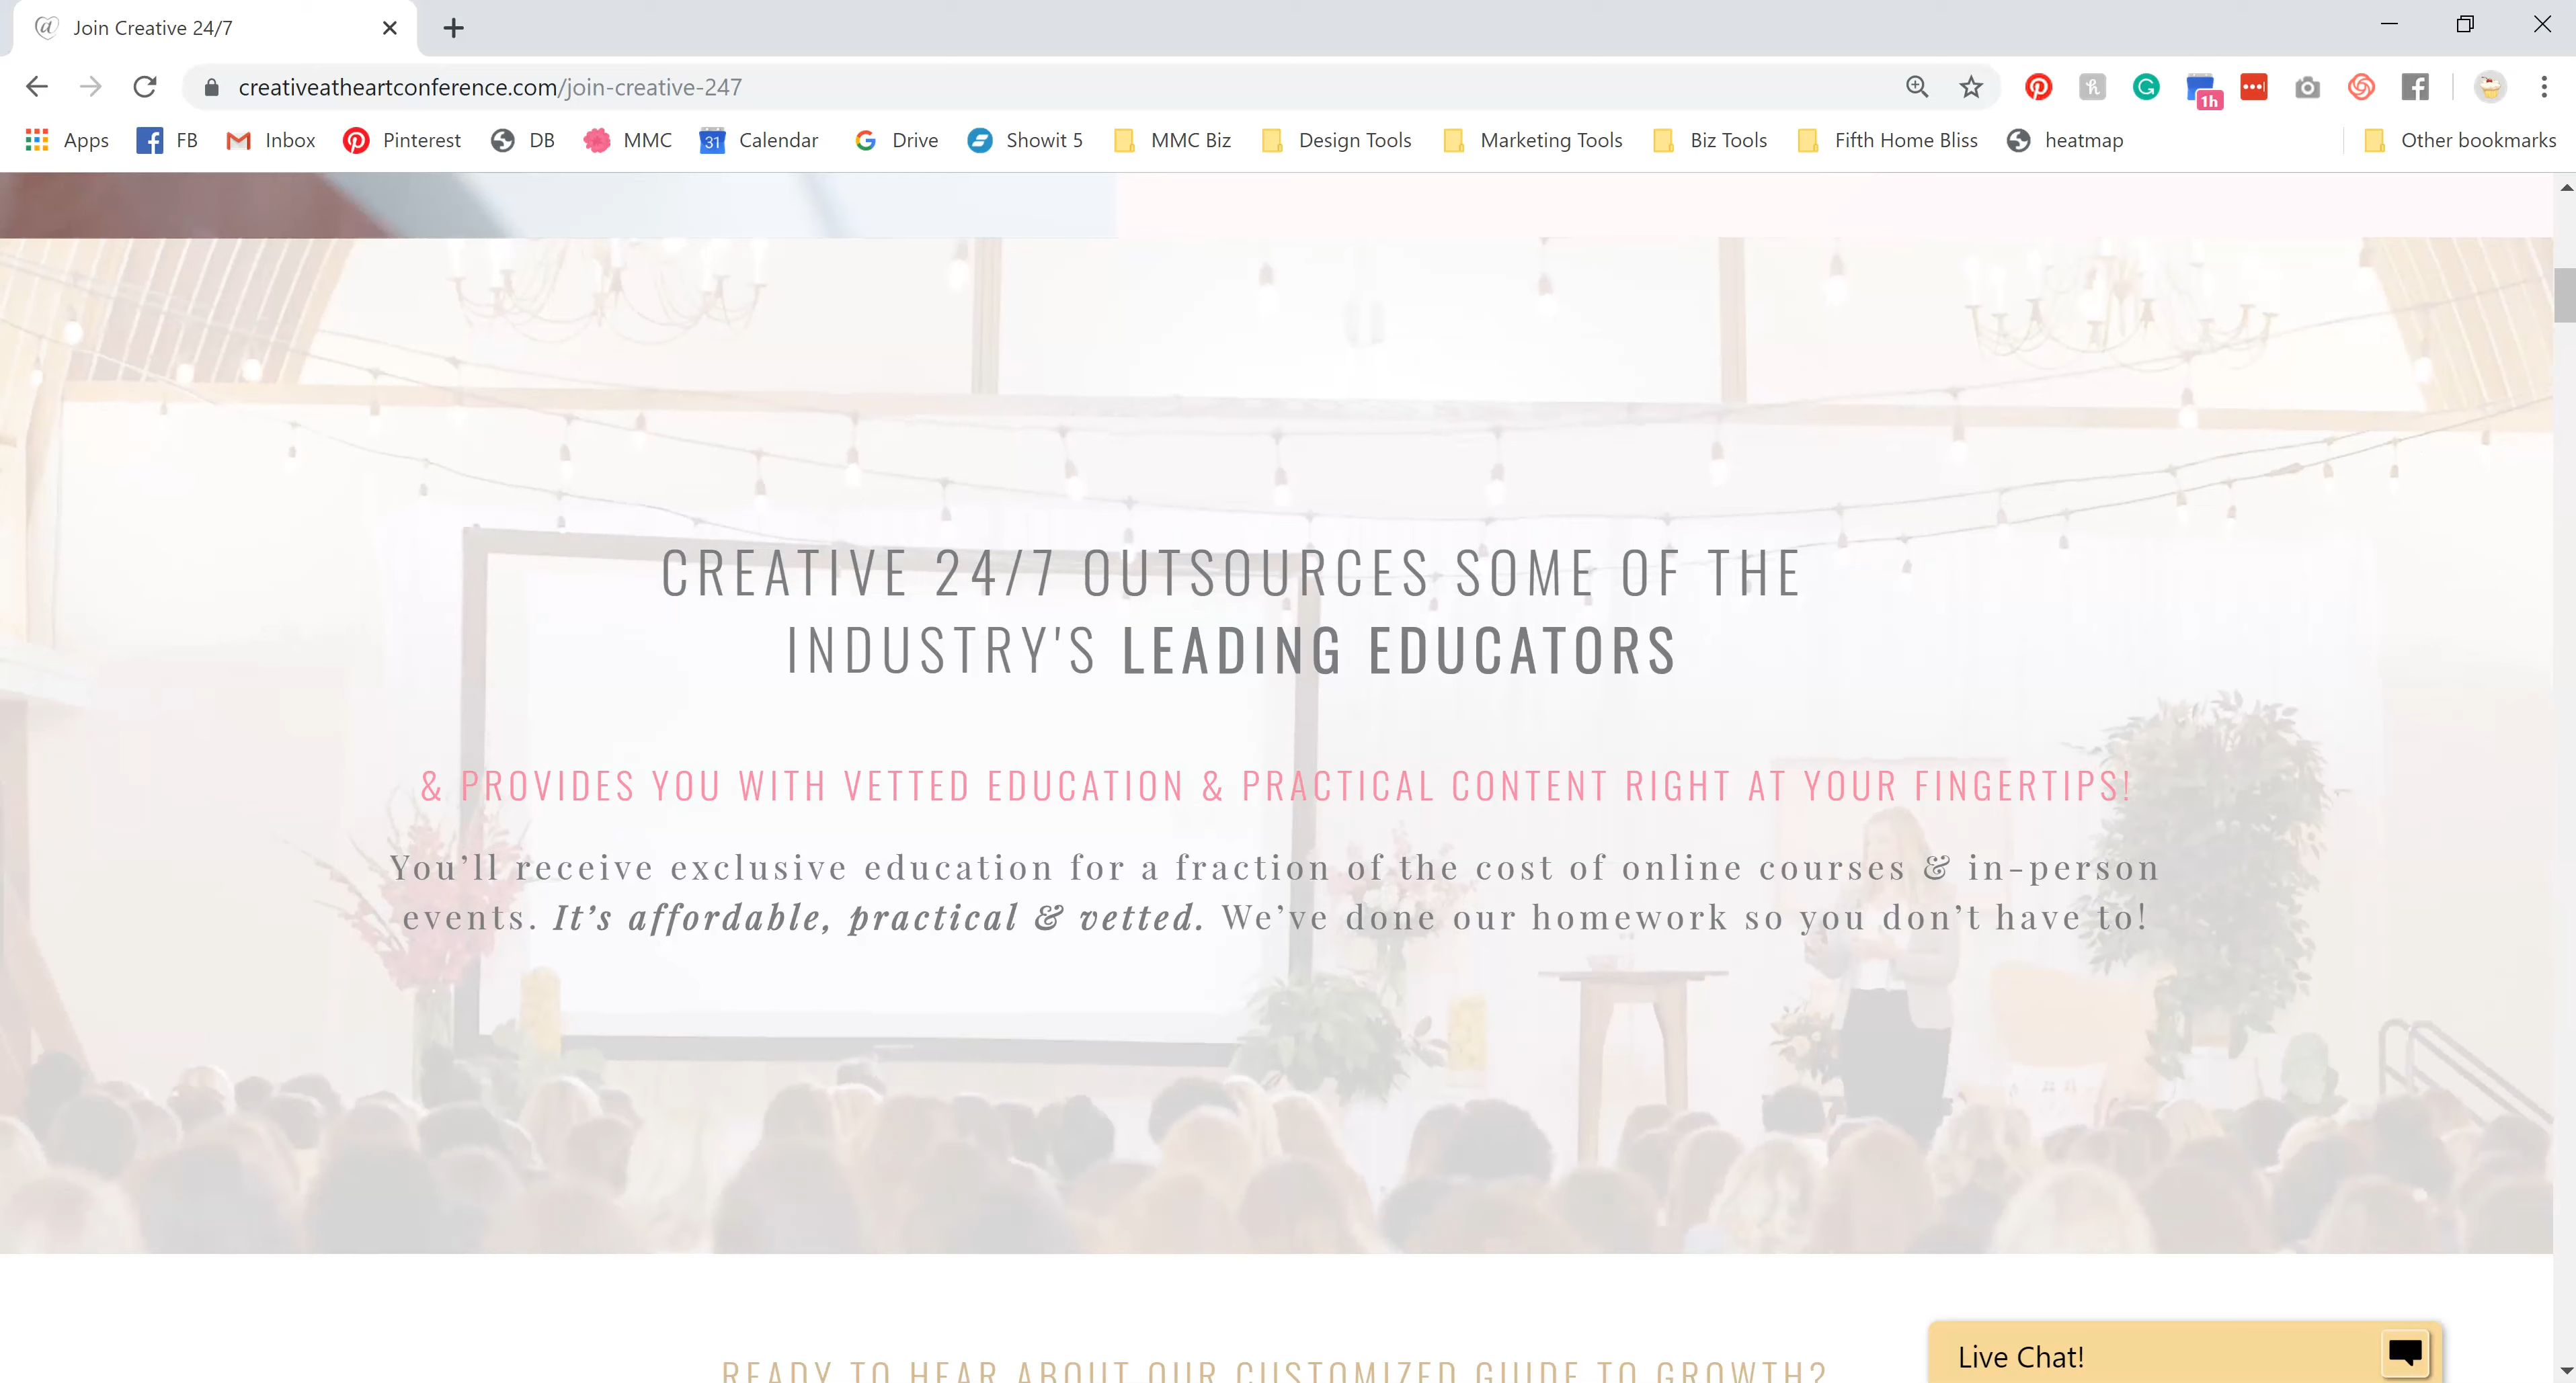 Join Creative 24/7
creativeatheartconference.com/join-creative-247
1h
Apps FB Inbox Pinterest DB MMC 31 Calendar Drive Showit 5 MMC Biz Design Tools Marketing Tools Biz Tools Fifth Home Bliss heatmap Other bookmarks
CREATIVE 24/7 OUTSOURCES SOME OF THE
INDUSTRY'S LEADING EDUCATORS
& PROVIDES YOU WITH VETTED EDUCATION & PRACTICAL CONTENT RIGHT AT YOUR FINGERTIPS!
You’ll receive exclusive education for a fraction of the cost of online courses & in-person
events. It’s affordable, practical & vetted. We’ve done our homework so you don’t have to!
READY TO HEAR ABOUT OUR CUSTOMIZED GUIDE TO GROWTH?
Live Chat!